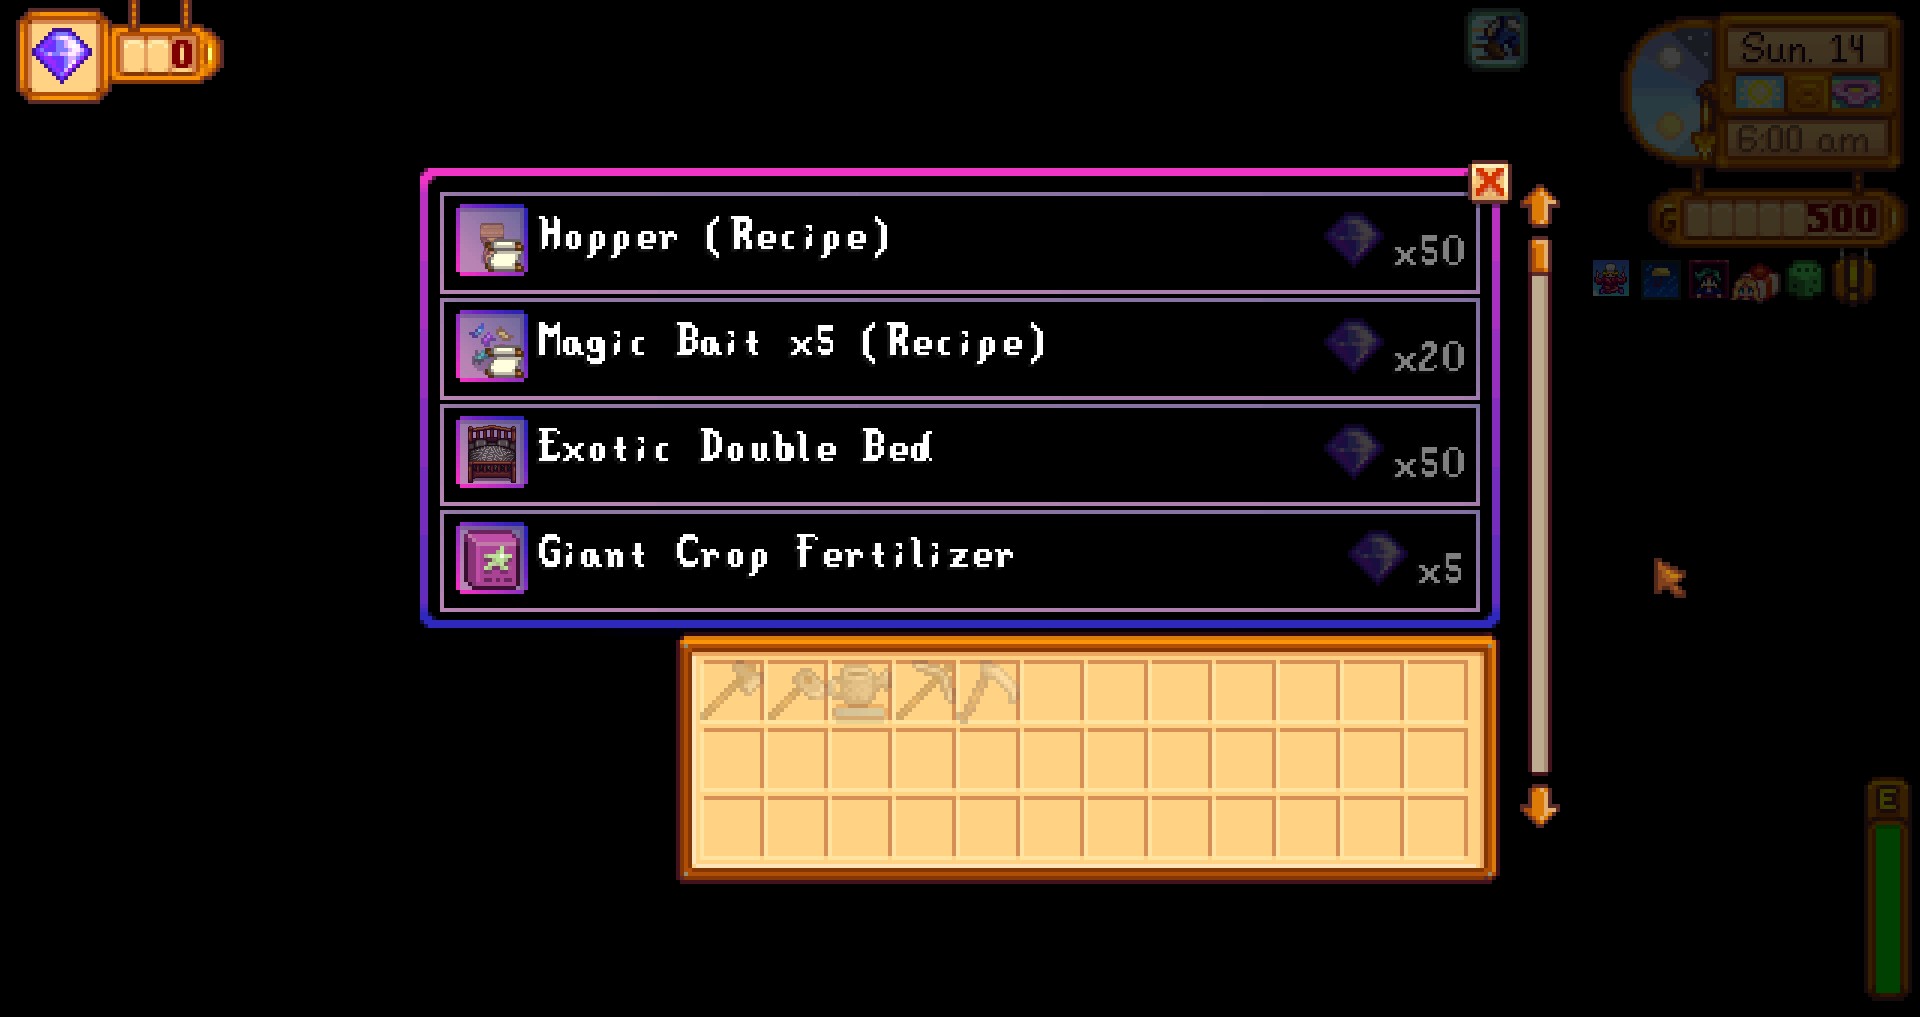 0
Sun. 14
6:00 am
G 500
Hopper (Recipe)
x50
Magic Bait x5 (Recipe)
x20
Exotic Double Bed
x50
Giant Crop Fertilizer
x5
E